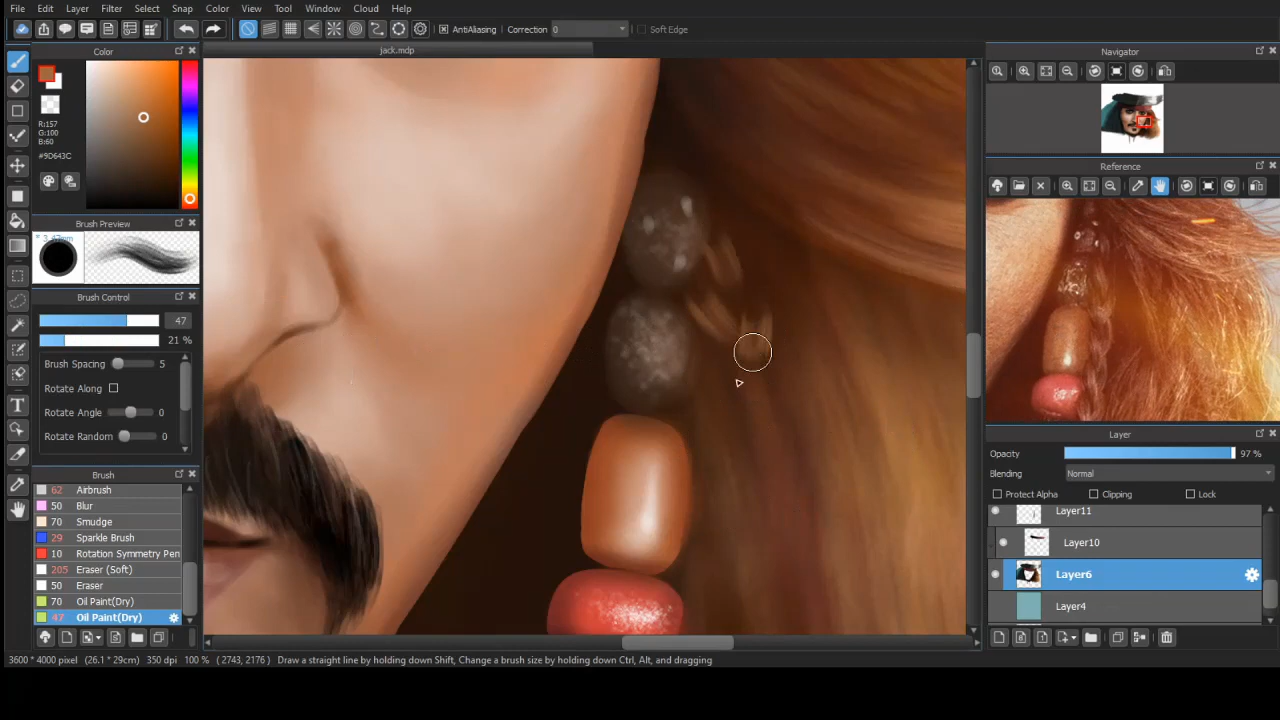 File Edit Layer Filter Select Snap Color View Tool Window Cloud Help
AntiAliasing Correction 0 Soft Edge
Color
jack.mdp
Navigator
R:157
G:100
B:60
#9D643C
Reference
Brush Preview
* 3.47mm
Brush Control
47
21 %
Brush Spacing 5
Rotate Along
Rotate Angle 0
Rotate Random 0
Layer
Opacity 97 %
Blending Normal
Protect Alpha Clipping Lock
Layer11
Layer10
Layer6
Layer4
Brush
62 Airbrush
50 Blur
70 Smudge
29 Sparkle Brush
10 Rotation Symmetry Pen
205 Eraser (Soft)
50 Eraser
70 Oil Paint(Dry)
47 Oil Paint(Dry)
3600 * 4000 pixel (26.1 * 29cm) 350 dpi 100 % ( 2743, 2176 ) Draw a straight line by holding down Shift, Change a brush size by holding down Ctrl, Alt, and dragging